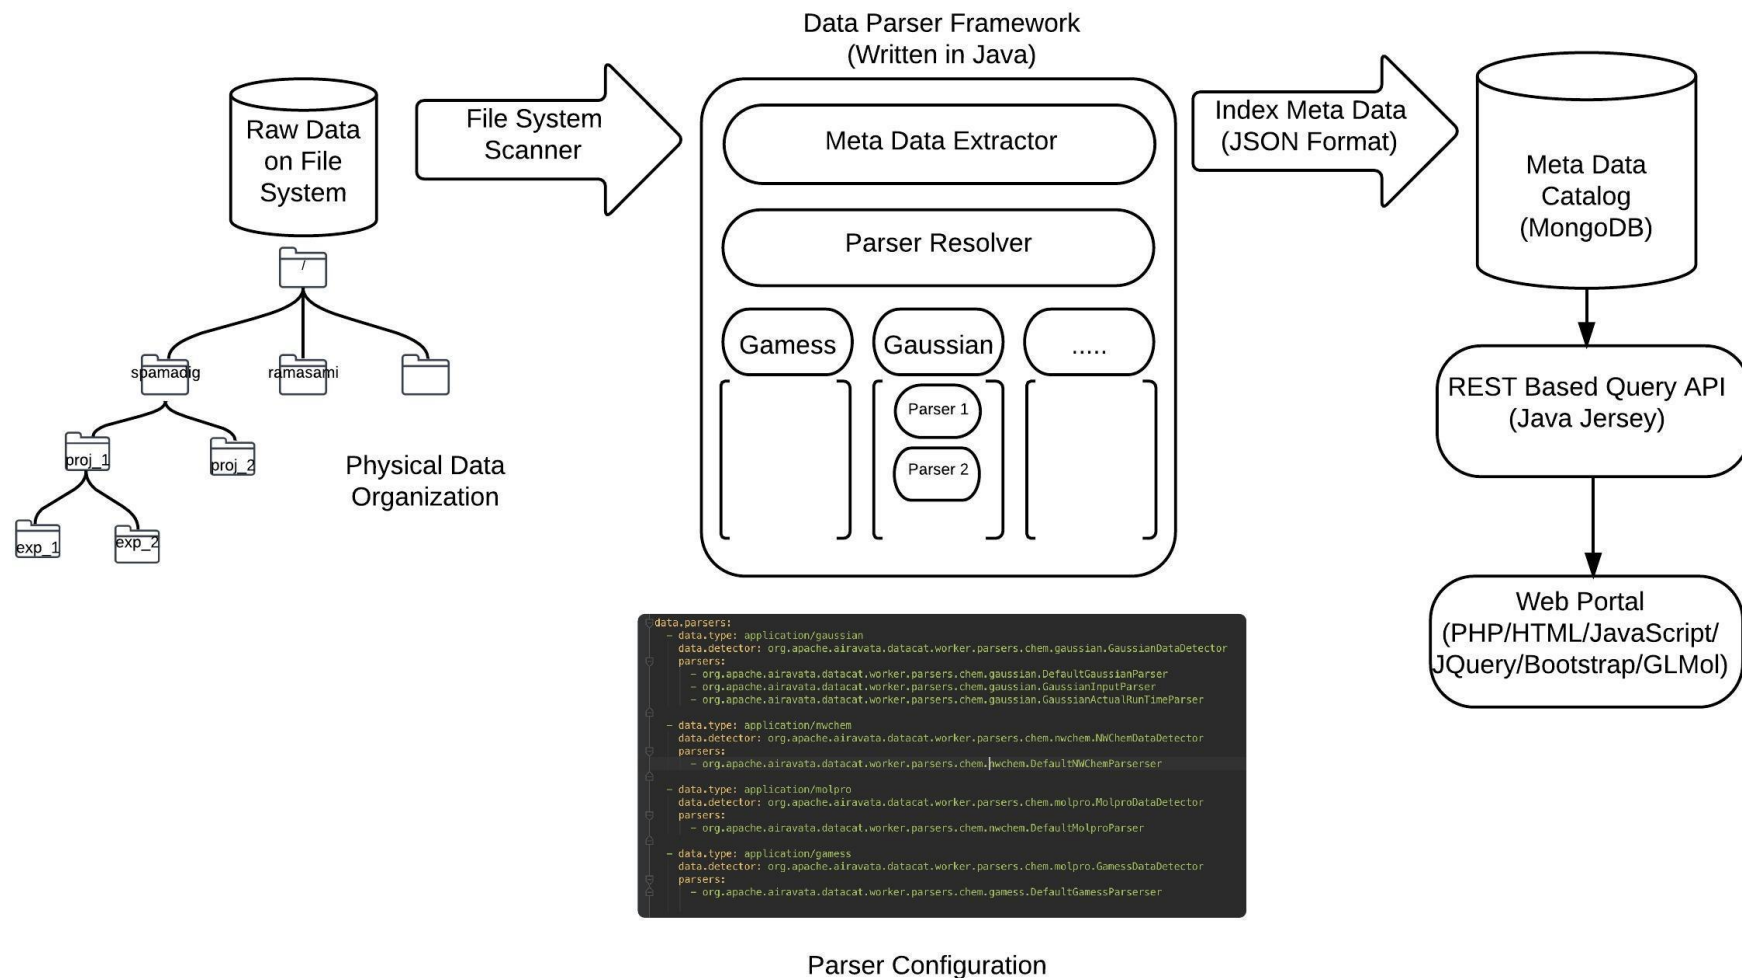 Data Parser Framework
(Written in Java)
Raw Data
on File
System
File System
Scanner
Meta Data Extractor
Index Meta Data
(JSON Format)
Meta Data
Catalog
(MongoDB)
Parser Resolver
/
Gamess
Gaussian
.....
spamadig
ramasami
Parser 1
Parser 2
REST Based Query API
(Java Jersey)
proj_1
proj_2
Physical Data
Organization
exp_1
exp_2
Web Portal
(PHP/HTML/JavaScript/
JQuery/Bootstrap/GLMol)
data.parsers:
- data.type: application/gaussian
data.detector: org.apache.airavata.datacat.worker.parsers.chem.gaussian.GaussianDataDetector
parsers:
- org.apache.airavata.datacat.worker.parsers.chem.gaussian.DefaultGaussianParser
- org.apache.airavata.datacat.worker.parsers.chem.gaussian.GaussianInputParser
- org.apache.airavata.datacat.worker.parsers.chem.gaussian.GaussianActualRunTimeParser
- data.type: application/nwchem
data.detector: org.apache.airavata.datacat.worker.parsers.chem.nwchem.NWChemDataDetector
parsers:
- org.apache.airavata.datacat.worker.parsers.chem.nwchem.DefaultNWChemParserser
- data.type: application/molpro
data.detector: org.apache.airavata.datacat.worker.parsers.chem.molpro.MolproDataDetector
parsers:
- org.apache.airavata.datacat.worker.parsers.chem.nwchem.DefaultMolproParser
- data.type: application/gamess
data.detector: org.apache.airavata.datacat.worker.parsers.chem.molpro.GamessDataDetector
parsers:
- org.apache.airavata.datacat.worker.parsers.chem.gamess.DefaultGamessParserser
Parser Configuration